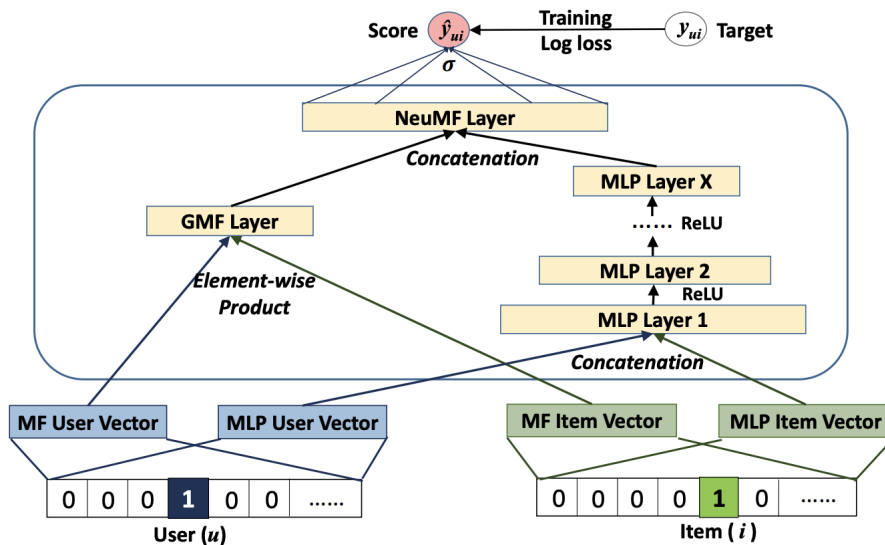 Score ŷui Training yui Target
Log loss
σ
NeuMF Layer
Concatenation
MLP Layer X
GMF Layer
...... ReLU
Element-wise
Product
MLP Layer 2
ReLU
MLP Layer 1
Concatenation
MF User Vector MLP User Vector MF Item Vector MLP Item Vector
0 0 0 1 0 0 ...... 0 0 0 0 1 0 ......
User (u) Item ( i )